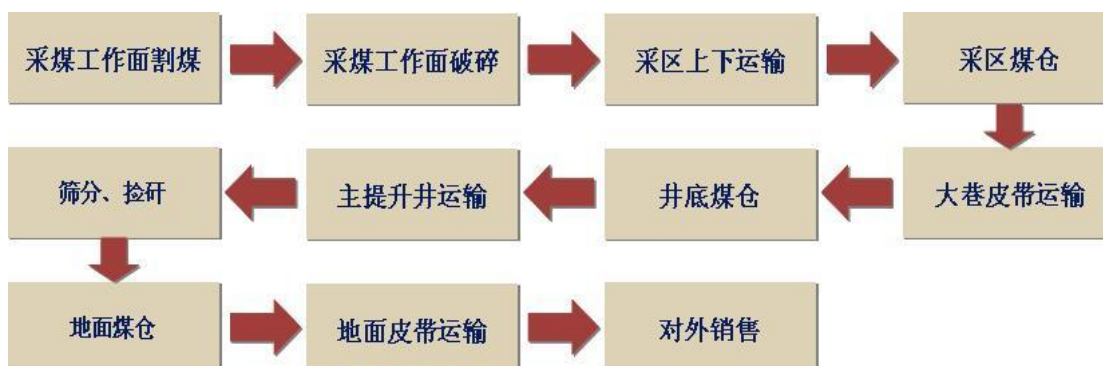 采煤工作面割煤
采煤工作面破碎
采区上下运输
采区煤仓
大巷皮带运输
井底煤仓
主提升井运输
筛分、捡矸
地面煤仓
地面皮带运输
对外销售